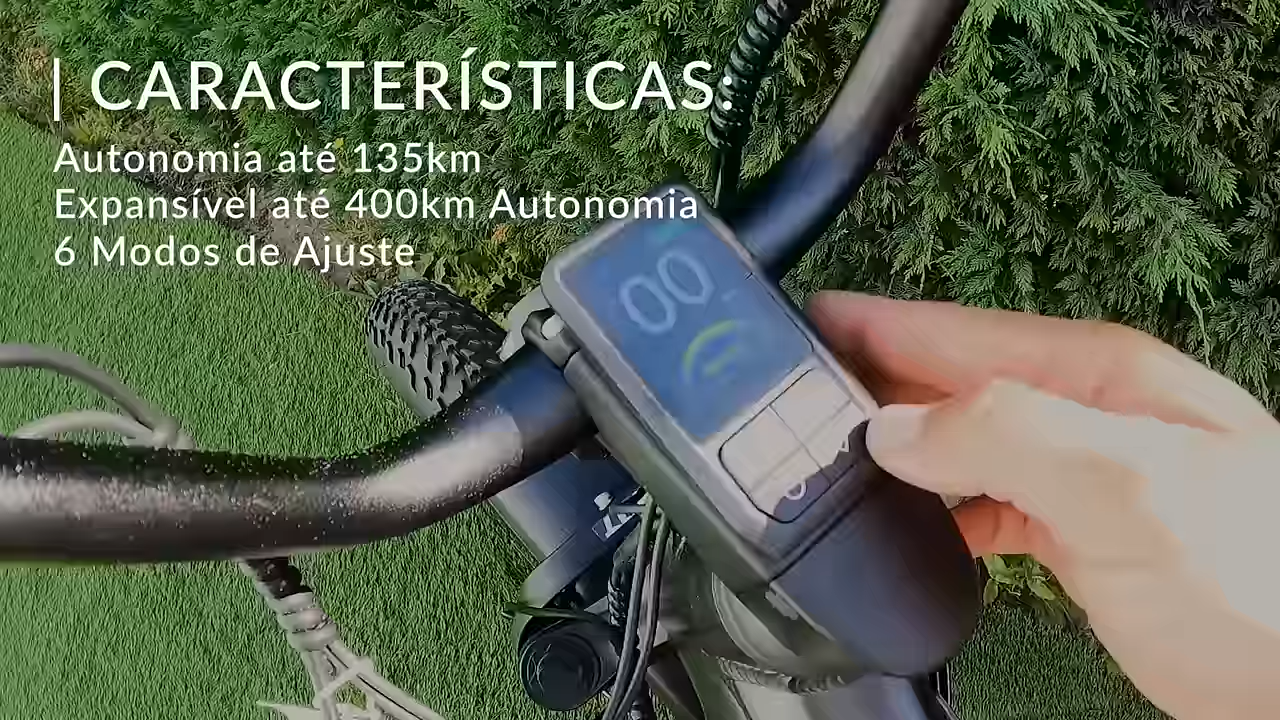 | CARACTERÍSTICAS:
Autonomia até 135km
Expansível até 400km Autonomia
6 Modos de Ajuste
00